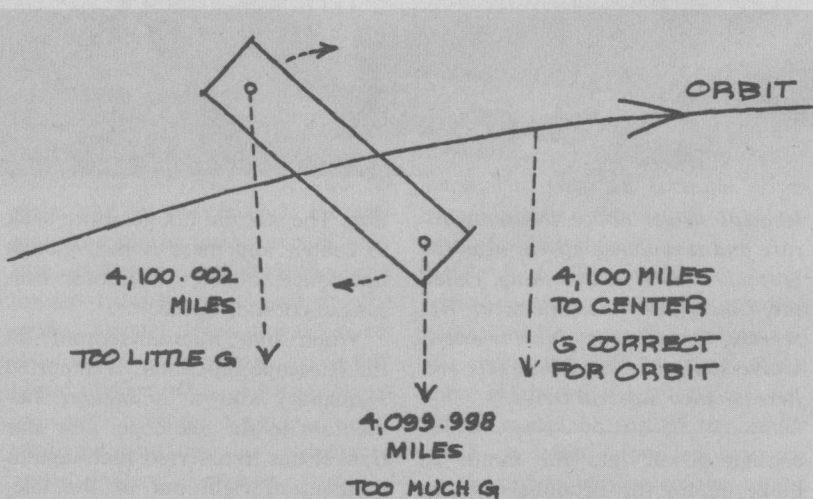 ORBIT
4,100.002
MILES
TOO LITTLE G
4,099.998
MILES
TOO MUCH G
4,100 MILES
TO CENTER
G CORRECT
FOR ORBIT